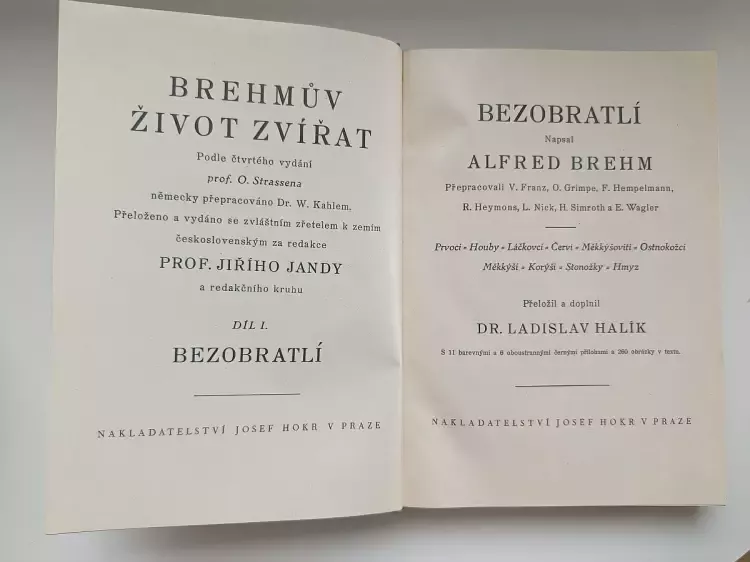 BREHMŮV
ŽIVOT ZVÍŘAT
Podle čtvrtého vydání
prof. O. Strassena
německy přepracováno Dr. W. Kahlem.
Přeloženo a vydáno se zvláštním zřetelem k zemím
československým za redakce
PROF. JIŘÍHO JANDY
a redakčního kruhu
DÍL I.
BEZOBRATLÍ
NAKLADATELSTVÍ JOSEF HOKR V PRAZE
BEZOBRATLÍ
Napsal
ALFRED BREHM
Přepracovali V. Franz, O. Grimpe, F. Hempelmann,
R. Heymons, L. Nick, H. Simroth a E. Wagler
Prvoci • Houby • Láčkovci • Červi • Měkkýšovití • Ostnokožci
Měkkýši • Korýši • Stonožky • Hmyz
Přeložil a doplnil
DR. LADISLAV HALÍK
S 11 barevnými a 8 oboustrannými černými přílohami a 260 obrázky v textu.
NAKLADATELSTVÍ JOSEF HOKR V PRAZE